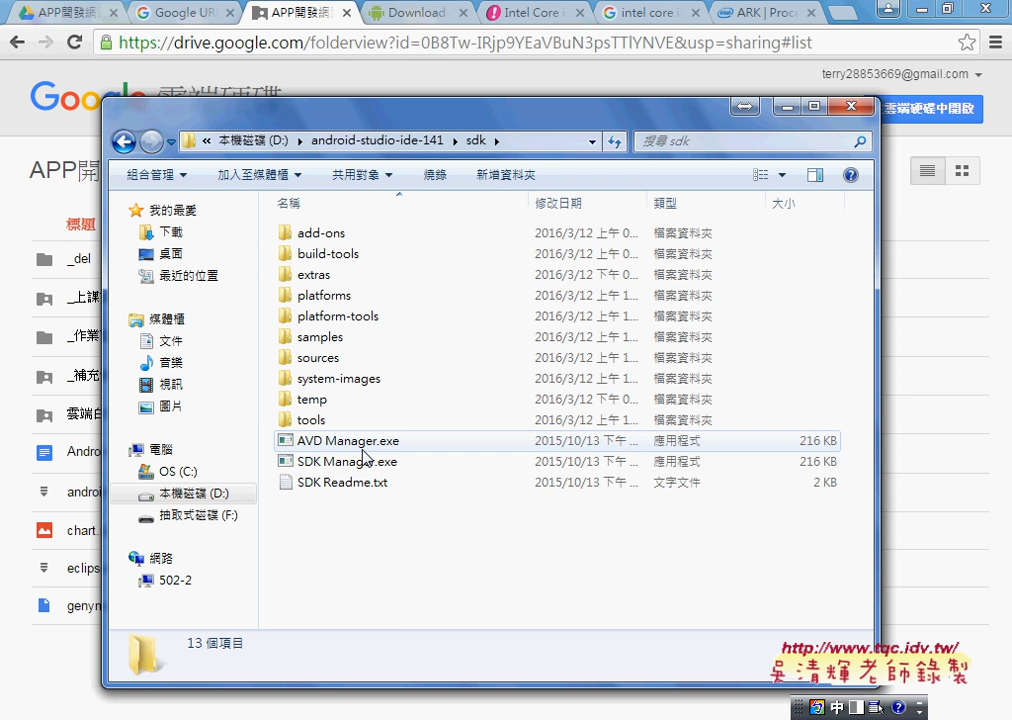 APP開發網
Google UR
APP開發網
Download
Intel Core i
intel core i
ARK | Proc
https://drive.google.com/folderview?id=0B8Tw-IRjp9YEaVBuN3psTTlYNVE&usp=sharing#list
terry28853669@gmail.com
Google 雲端硬碟
雲端硬碟中開啟
APP開
標題
_del
_上課
_作業
_補充
雲端白
Andro
androi
chart.
eclips
genym
本機磁碟 (D:) android-studio-ide-141 sdk
搜尋 sdk
組合管理 加入至媒體櫃 共用對象 燒錄 新增資料夾
名稱 修改日期 類型 大小
我的最愛
下載
桌面
最近的位置
媒體櫃
文件
音樂
視訊
圖片
電腦
OS (C:)
本機磁碟 (D:)
抽取式磁碟 (F:)
網路
502-2
add-ons 2016/3/12 上午 0... 檔案資料夾
build-tools 2016/3/12 上午 0... 檔案資料夾
extras 2016/3/12 下午 0... 檔案資料夾
platforms 2016/3/12 上午 1... 檔案資料夾
platform-tools 2016/3/12 上午 1... 檔案資料夾
samples 2016/3/12 上午 1... 檔案資料夾
sources 2016/3/12 上午 1... 檔案資料夾
system-images 2016/3/12 上午 1... 檔案資料夾
temp 2016/3/12 下午 0... 檔案資料夾
tools 2016/3/12 上午 1... 檔案資料夾
AVD Manager.exe 2015/10/13 下午 ... 應用程式 216 KB
SDK Manager.exe 2015/10/13 下午 ... 應用程式 216 KB
SDK Readme.txt 2015/10/13 下午 ... 文字文件 2 KB
13 個項目
http://www.tqc.idv.tw/
吳清輝老師錄製
中